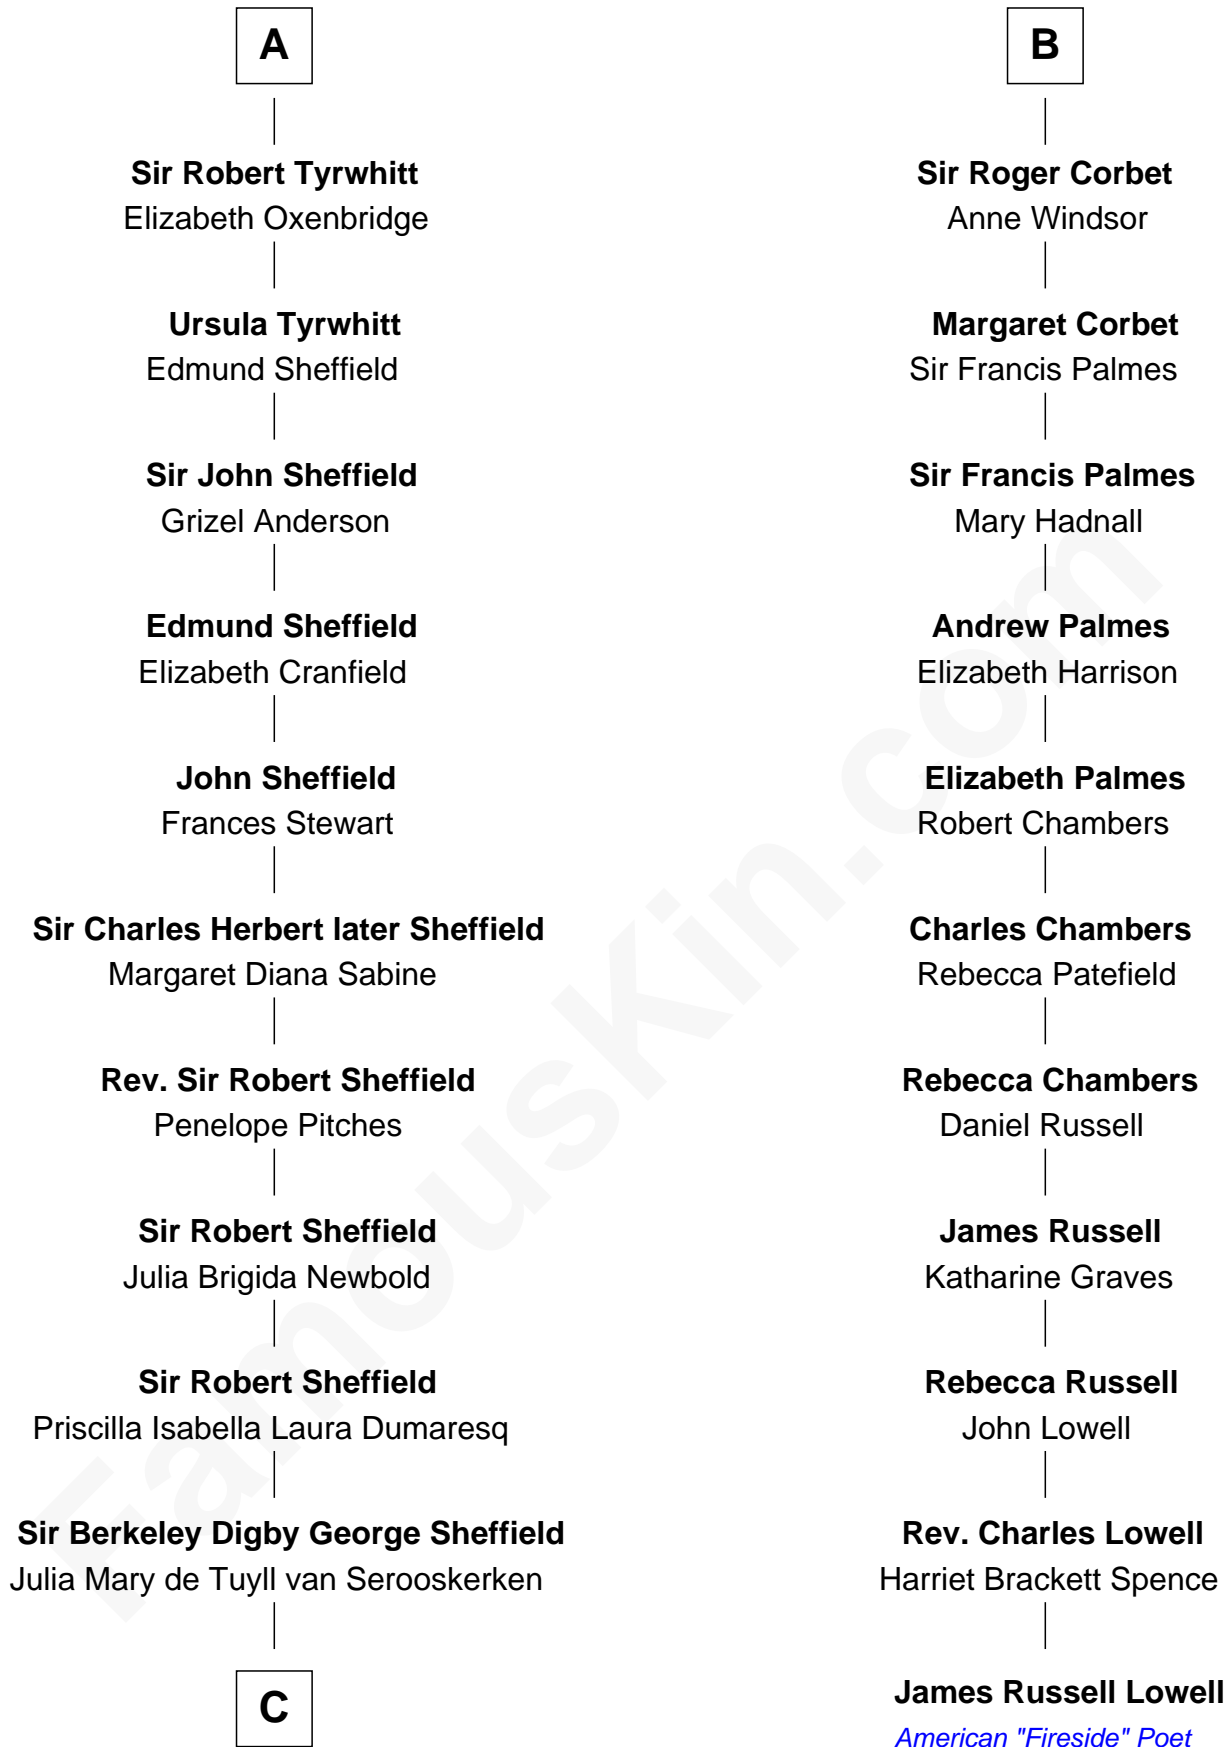 A
Sir Robert Tyrwhitt
Elizabeth Oxenbridge
Ursula Tyrwhitt
Edmund Sheffield
Sir John Sheffield
Grizel Anderson
Edmund Sheffield
Elizabeth Cranfield
John Sheffield
Frances Stewart
Sir Charles Herbert later Sheffield
Margaret Diana Sabine
Rev. Sir Robert Sheffield
Penelope Pitches
Sir Robert Sheffield
Julia Brigida Newbold
Sir Robert Sheffield
Priscilla Isabella Laura Dumaresq
Sir Berkeley Digby George Sheffield
Julia Mary de Tuyll van Serooskerken
C
B
Sir Roger Corbet
Anne Windsor
Margaret Corbet
Sir Francis Palmes
Sir Francis Palmes
Mary Hadnall
Andrew Palmes
Elizabeth Harrison
Elizabeth Palmes
Robert Chambers
Charles Chambers
Rebecca Patefield
Rebecca Chambers
Daniel Russell
James Russell
Katharine Graves
Rebecca Russell
John Lowell
Rev. Charles Lowell
Harriet Brackett Spence
James Russell Lowell
American "Fireside" Poet
FamousKin.com